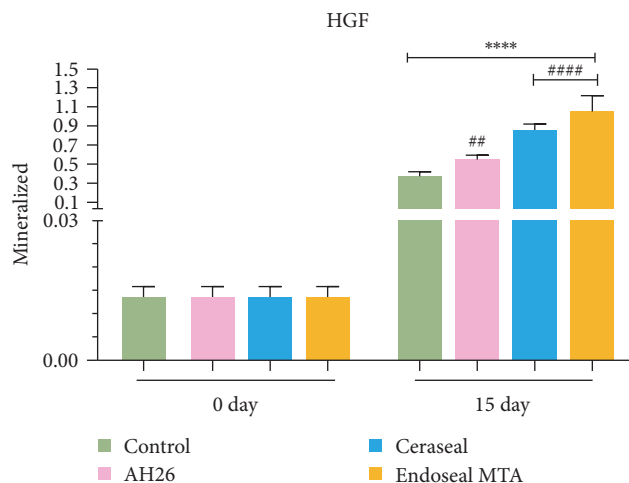 HGF
****
####
##
Mineralized
1.5
1.3
1.1
0.9
0.7
0.5
0.3
0.1
0.03
0.00
0 day 15 day
Control Ceraseal
AH26 Endoseal MTA